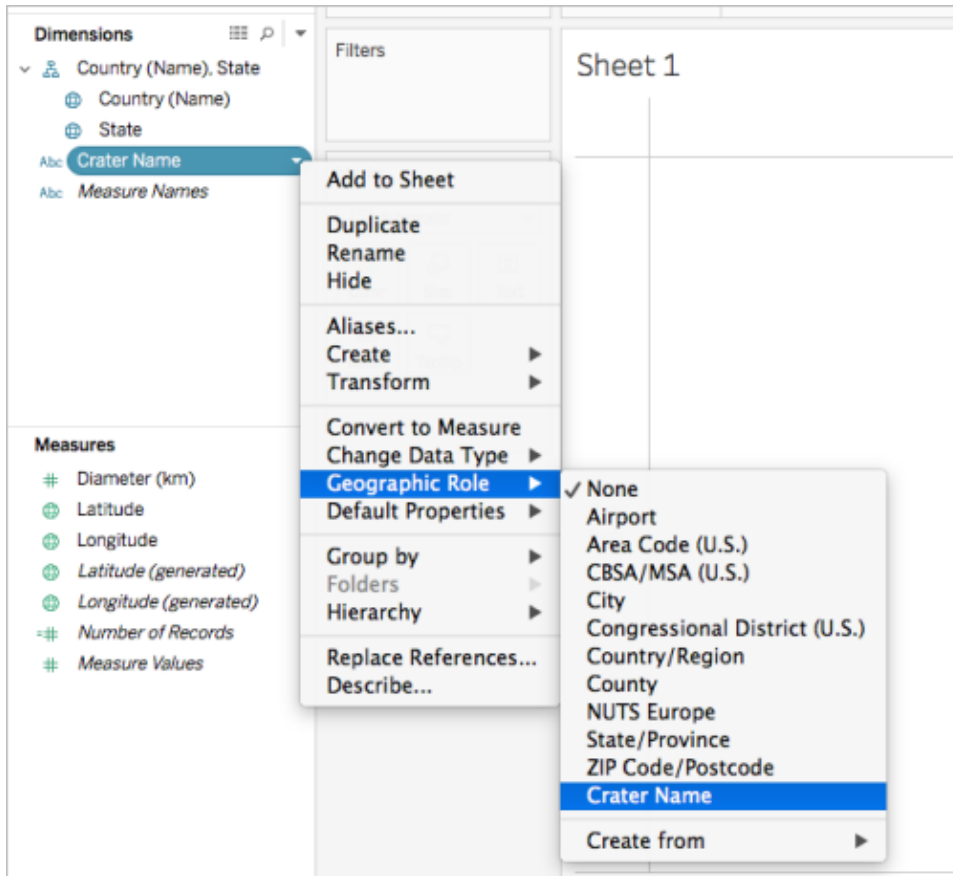 Dimensions
Country (Name), State
Country (Name)
State
Abc Crater Name
Abc Measure Names
Measures
Diameter (km)
Latitude
Longitude
Latitude (generated)
Longitude (generated)
=# Number of Records
# Measure Values
Filters
Sheet 1
Add to Sheet
Duplicate
Rename
Hide
Aliases...
Create
Transform
Convert to Measure
Change Data Type
Geographic Role
Default Properties
Group by
Folders
Hierarchy
Replace References...
Describe...
✓ None
Airport
Area Code (U.S.)
CBSA/MSA (U.S.)
City
Congressional District (U.S.)
Country/Region
County
NUTS Europe
State/Province
ZIP Code/Postcode
Crater Name
Create from